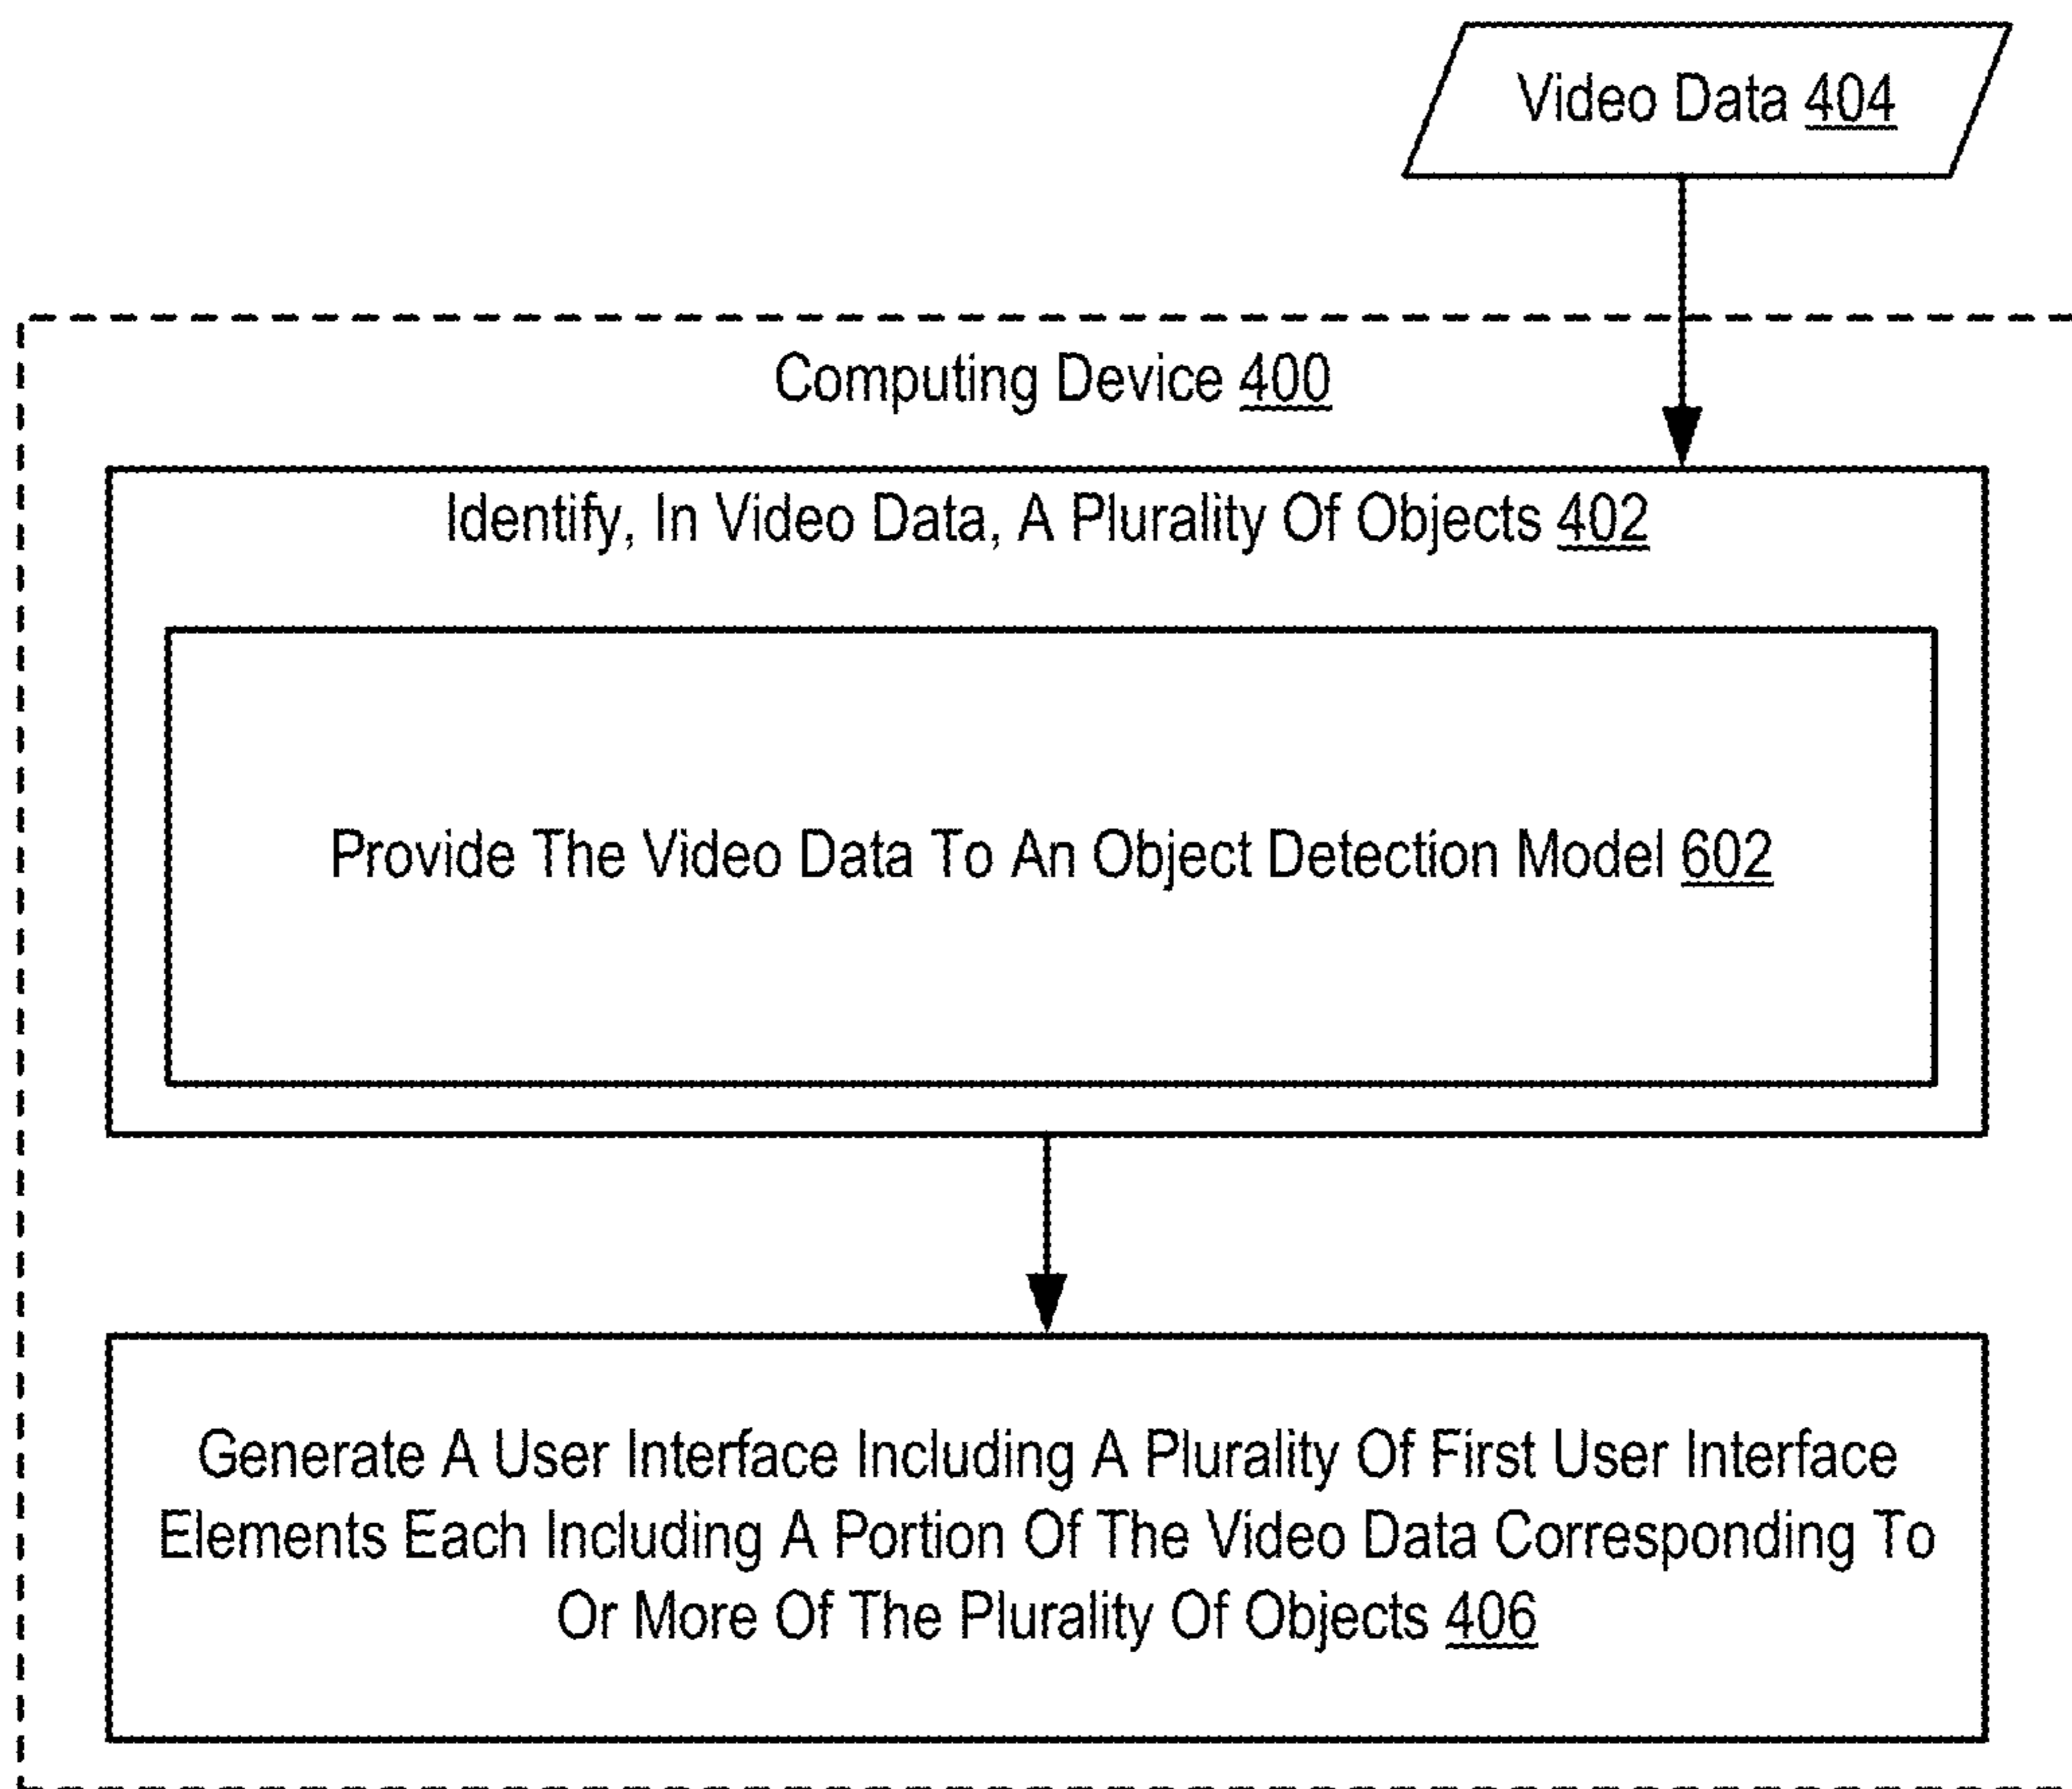 Video Data 404
Computing Device 400
Identify, In Video Data, A Plurality Of Objects 402
Provide The Video Data To An Object Detection Model 602
Generate A User Interface Including A Plurality Of First User Interface
Elements Each Including A Portion Of The Video Data Corresponding To
Or More Of The Plurality Of Objects 406